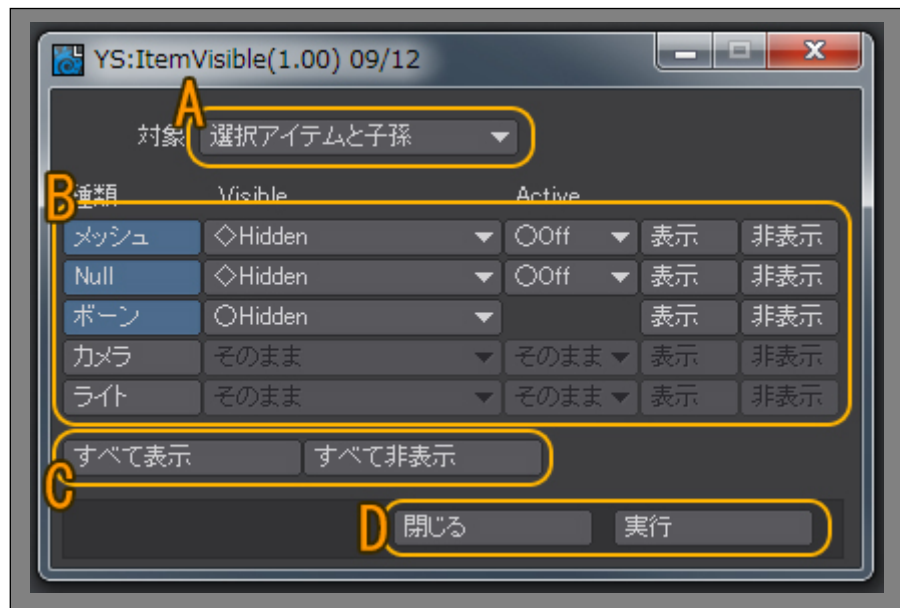 YS:ItemVisible(1.00) 09/12
A
対象 選択アイテムと子孫
B
種類 Visible Active
メッシュ ◇Hidden ○Off 表示 非表示
Null ◇Hidden ○Off 表示 非表示
ボーン ○Hidden 表示 非表示
カメラ そのまま そのまま 表示 非表示
ライト そのまま そのまま 表示 非表示
すべて表示 すべて非表示
C
D 閉じる 実行